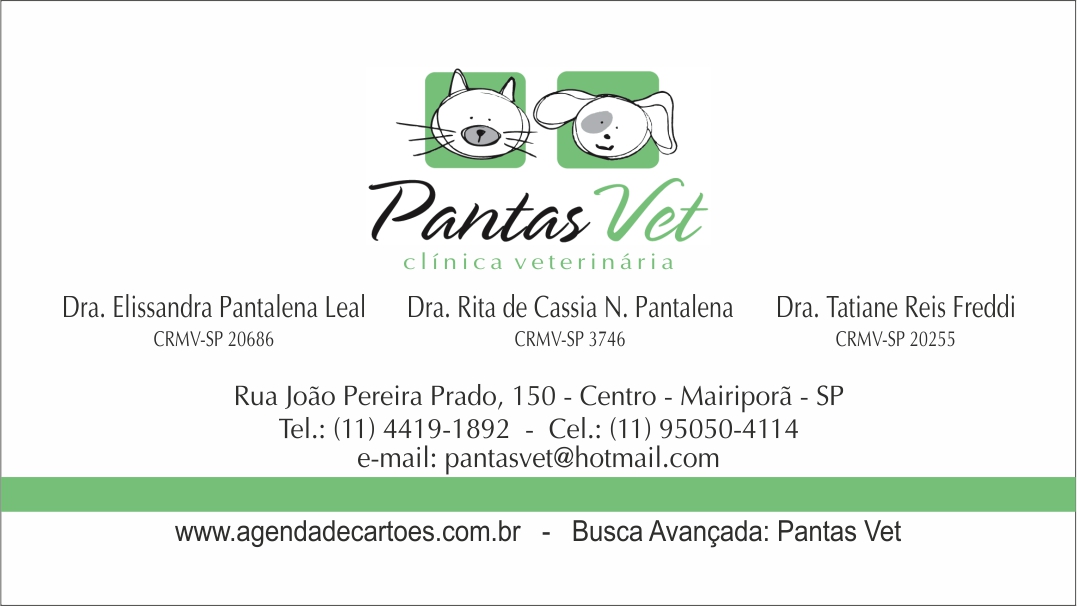 Pantas Vet
clínica veterinária
Dra. Elissandra Pantalena Leal Dra. Rita de Cassia N. Pantalena Dra. Tatiane Reis Freddi
CRMV-SP 20686 CRMV-SP 3746 CRMV-SP 20255
Rua João Pereira Prado, 150 - Centro - Mairiporã - SP
Tel.: (11) 4419-1892 - Cel.: (11) 95050-4114
e-mail: pantasvet@hotmail.com
www.agendadecartoes.com.br - Busca Avançada: Pantas Vet